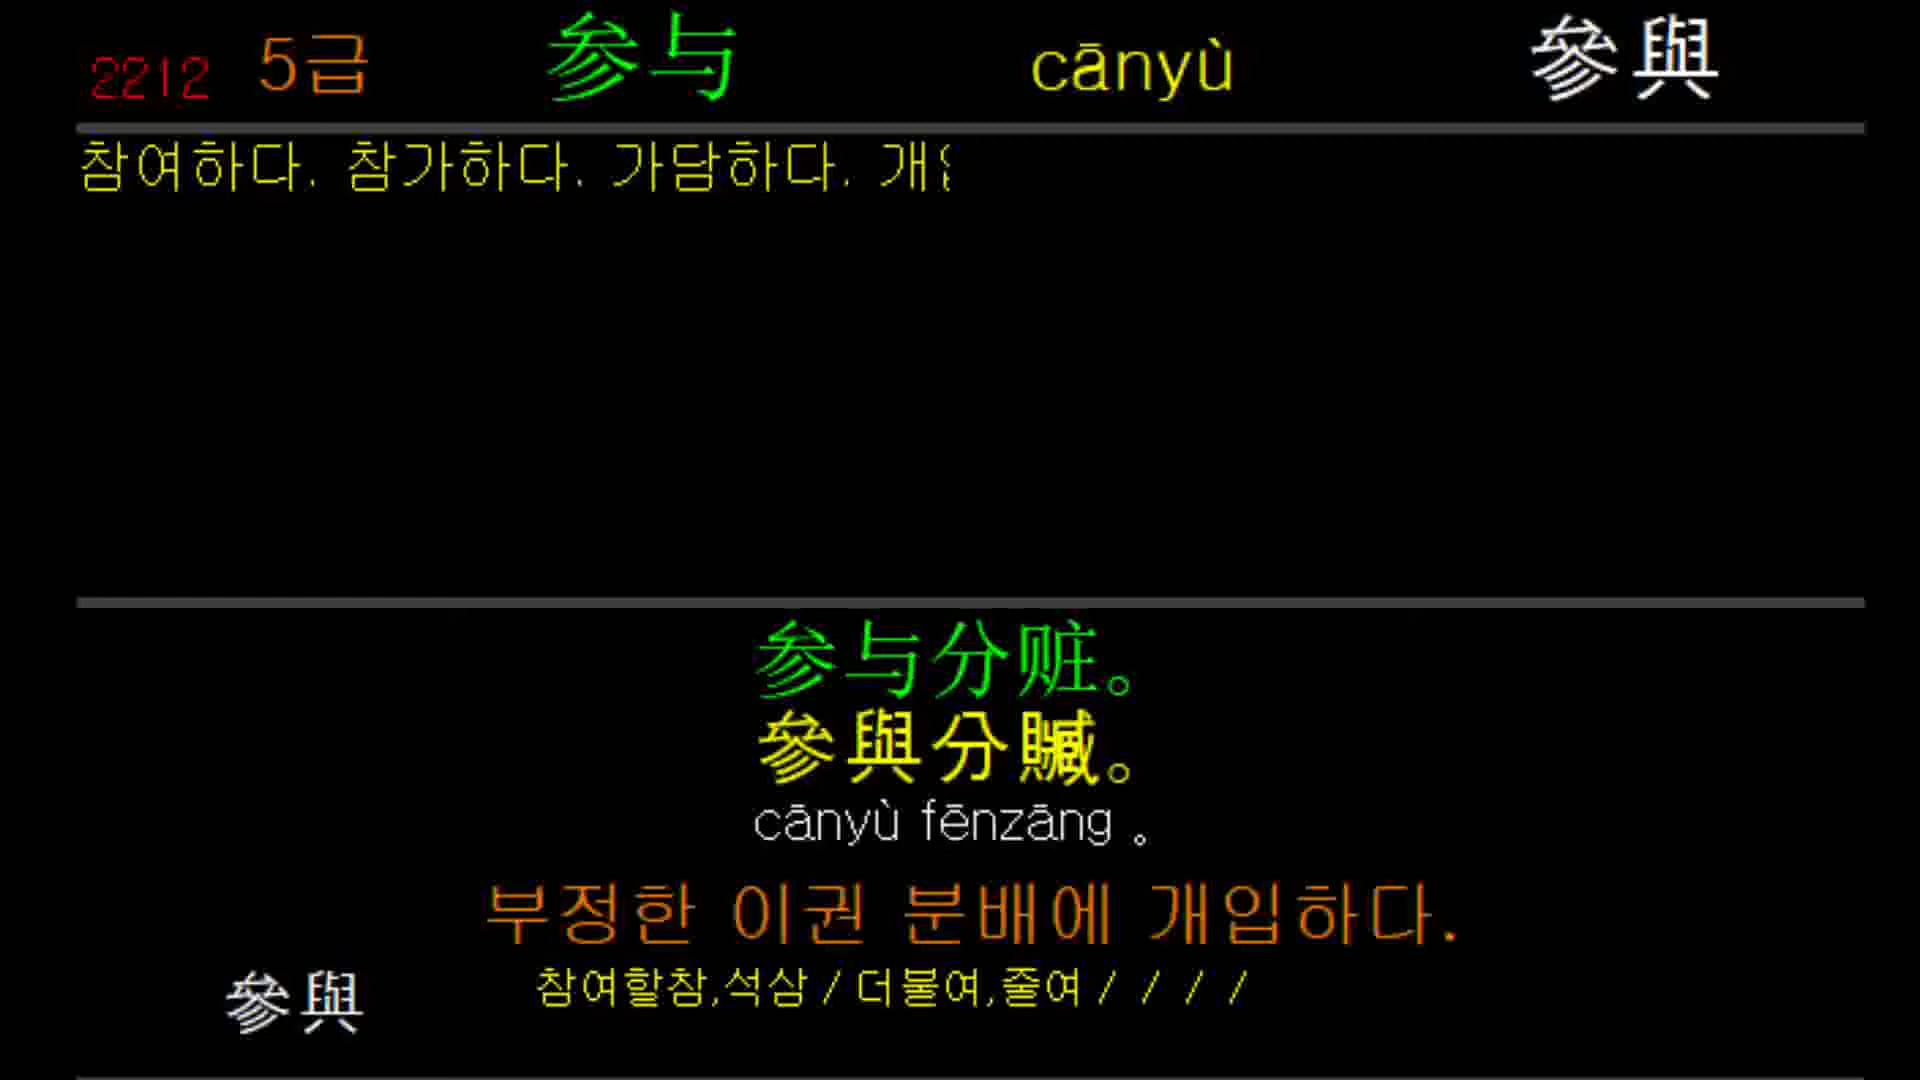 2212 5급 参与 cānyù 參與
참여하다. 참가하다. 가담하다. 개
参与分赃。
參與分贓。
cānyù fēnzāng 。
부정한 이권 분배에 개입하다.
參與 참여할참,석삼 / 더불여,줄여 / / / /